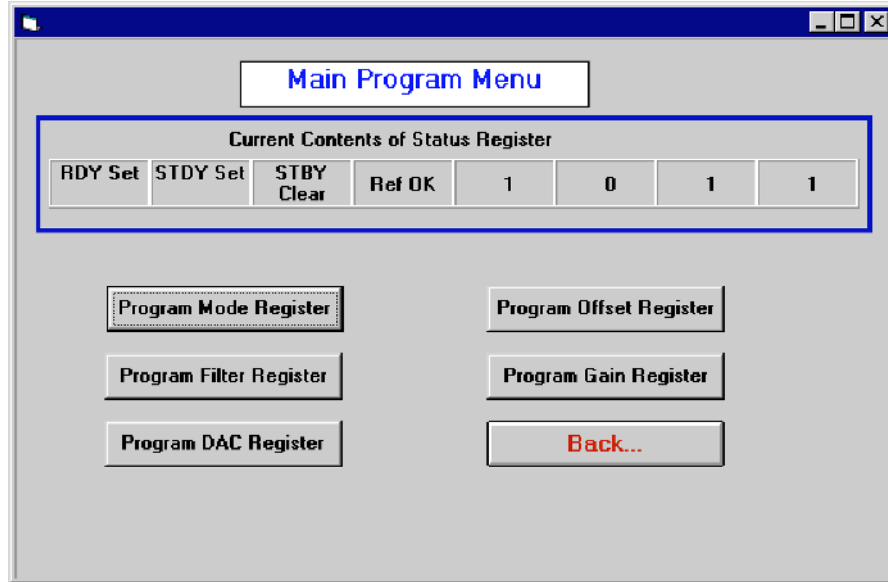 Main Program Menu
Current Contents of Status Register
RDY Set STDY Set STBY Clear Ref OK 1 0 1 1
Program Mode Register
Program Offset Register
Program Filter Register
Program Gain Register
Program DAC Register
Back...